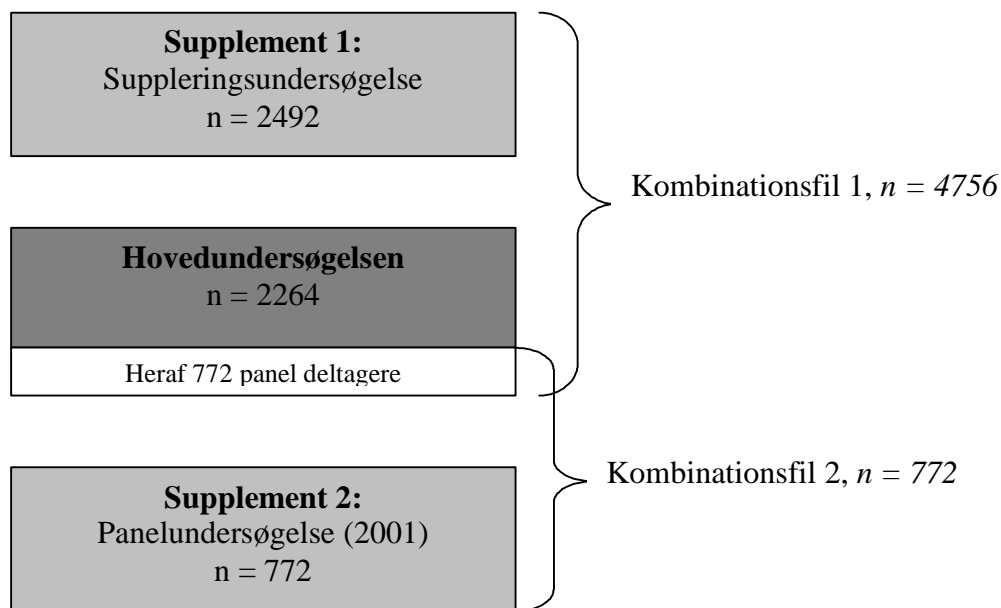 Supplement 1:
Suppleringsundersøgelse
n = 2492
Kombinationsfil 1, n = 4756
Hovedundersøgelsen
n = 2264
Heraf 772 panel deltagere
Kombinationsfil 2, n = 772
Supplement 2:
Panelundersøgelse (2001)
n = 772